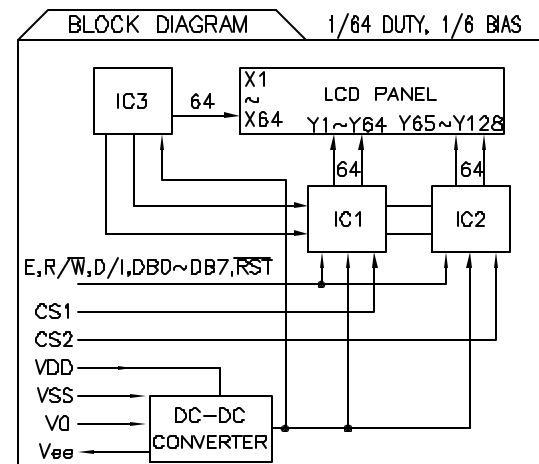 BLOCK DIAGRAM
1/64 DUTY, 1/6 BIAS
IC3
64
X1
~
X64
LCD PANEL
Y1~Y64 Y65~Y128
64
64
IC1
IC2
E,R/W̅,D/I,DB0~DB7,R̅S̅T̅
CS1
CS2
VDD
VSS
V0
Vee
DC-DC
CONVERTER